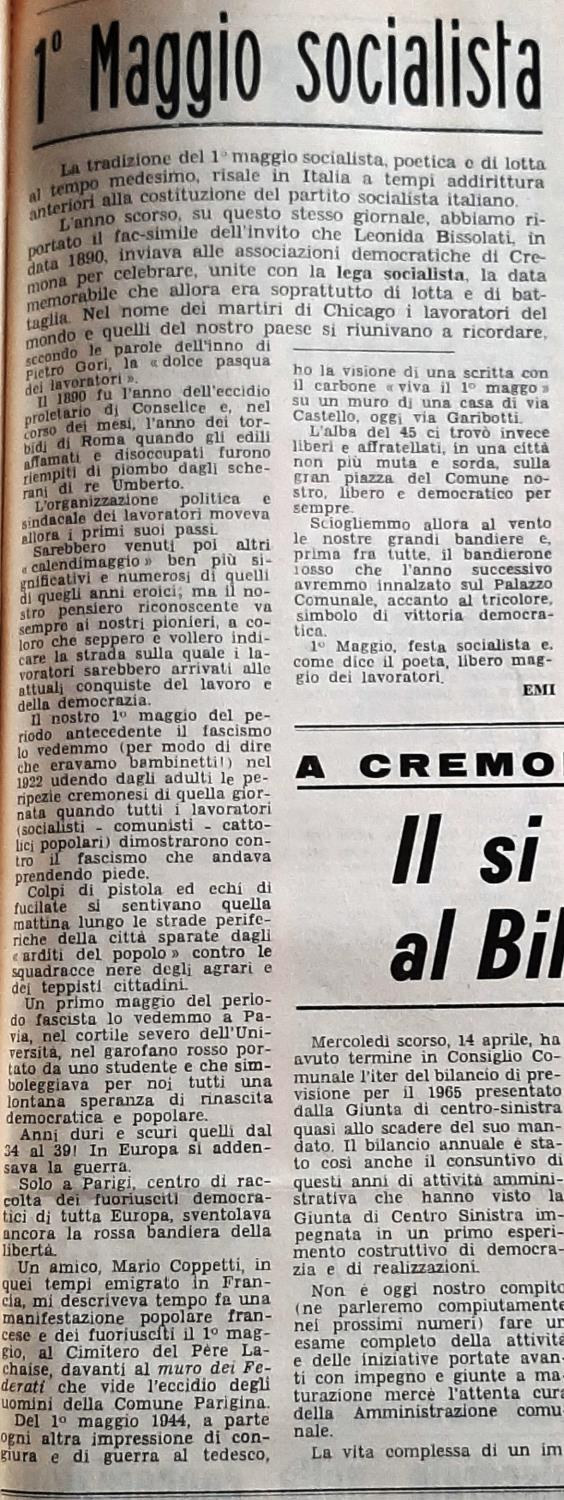 1º Maggio socialista
La tradizione del 1º maggio socialista, poetica e di lotta
al tempo medesimo, risale in Italia a tempi addirittura
anteriori alla costituzione del partito socialista italiano.
L'anno scorso, su questo stesso giornale, abbiamo ri-
portato il fac-simile dell'invito che Leonida Bissolati, in
data 1890, inviava alle associazioni democratiche di Cre-
mona per celebrare, unite con la lega socialista, la data
memorabile che allora era soprattutto di lotta e di bat-
taglia. Nel nome dei martiri di Chicago i lavoratori del
mondo e quelli del nostro paese si riunivano a ricordare,
secondo le parole dell'inno di
Pietro Gori, la « dolce pasqua
dei lavoratori ».
Il 1890 fu l'anno dell'eccidio
proletario di Conselice e, nel
corso dei mesi, l'anno dei tor-
bidi di Roma quando gli edili
affamati e disoccupati furono
riempiti di piombo dagli sche-
rani di re Umberto.
L'organizzazione politica e
sindacale dei lavoratori moveva
allora i primi suoi passi.
Sarebbero venuti poi altri
« calendimaggio » ben più si-
gnificativi e numerosi di quelli
di quegli anni eroici; ma il no-
stro pensiero riconoscente va
sempre ai nostri pionieri, a co-
loro che seppero e vollero indi-
care la strada sulla quale i la-
voratori sarebbero arrivati alle
attuali conquiste del lavoro e
della democrazia.
Il nostro 1º maggio del pe-
riodo antecedente il fascismo
lo vedemmo (per modo di dire
che eravamo bambinetti!) nel
1922 udendo dagli adulti le pe-
ripezie cremonesi di quella gior-
nata quando tutti i lavoratori
(socialisti - comunisti - catto-
lici popolari) dimostrarono con-
tro il fascismo che andava
prendendo piede.
Colpi di pistola ed echi di
fucilate si sentivano quella
mattina lungo le strade perife-
riche della città sparate dagli
« arditi del popolo » contro le
squadracce nere degli agrari e
dei teppisti cittadini.
Un primo maggio del perio-
do fascista lo vedemmo a Pa-
via, nel cortile severo dell'Uni-
versità, nel garofano rosso por-
tato da uno studente e che sim-
boleggiava per noi tutti una
lontana speranza di rinascita
democratica e popolare.
Anni duri e scuri quelli dal
34 al 39! In Europa si adden-
sava la guerra.
Solo a Parigi, centro di rac-
colta dei fuoriusciti democra-
tici di tutta Europa, sventolava
ancora la rossa bandiera della
libertà.
Un amico, Mario Coppetti, in
quei tempi emigrato in Fran-
cia, mi descriveva tempo fa una
manifestazione popolare fran-
cese e dei fuoriusciti il 1º mag-
gio, al Cimitero del Père La-
chaise, davanti al muro dei Fe-
derati che vide l'eccidio degli
uomini della Comune Parigina.
Del 1º maggio 1944, a parte
ogni altra impressione di con-
giura e di guerra al tedesco,
ho la visione di una scritta con
il carbone « viva il 1º maggo »
su un muro di una casa di via
Castello, oggi via Garibotti.
L'alba del 45 ci trovò invece
liberi e affratellati, in una città
non più muta e sorda, sulla
gran piazza del Comune no-
stro, libero e democratico per
sempre.
Sciogliemmo allora al vento
le nostre grandi bandiere e,
prima fra tutte, il bandierone
rosso che l'anno successivo
avremmo innalzato sul Palazzo
Comunale, accanto al tricolore,
simbolo di vittoria democra-
tica.
1º Maggio, festa socialista e,
come dice il poeta, libero mag-
gio dei lavoratori.
EMI
A CREMO
Il si
al Bil
Mercoledì scorso, 14 aprile, ha
avuto termine in Consiglio Co-
munale l'iter del bilancio di pre-
visione per il 1965 presentato
dalla Giunta di centro-sinistra
quasi allo scadere del suo man-
dato. Il bilancio annuale è sta-
to così anche il consuntivo di
questi anni di attività ammini-
strativa che hanno visto la
Giunta di Centro Sinistra im-
pegnata in un primo esperi-
mento costruttivo di democra-
zia e di realizzazioni.
Non è oggi nostro compito
(ne parleremo compiutamente
nei prossimi numeri) fare un
esame completo della attività
e delle iniziative portate avan-
ti con impegno e giunte a ma-
turazione mercè l'attenta cura
della Amministrazione comu-
nale.
La vita complessa di un im